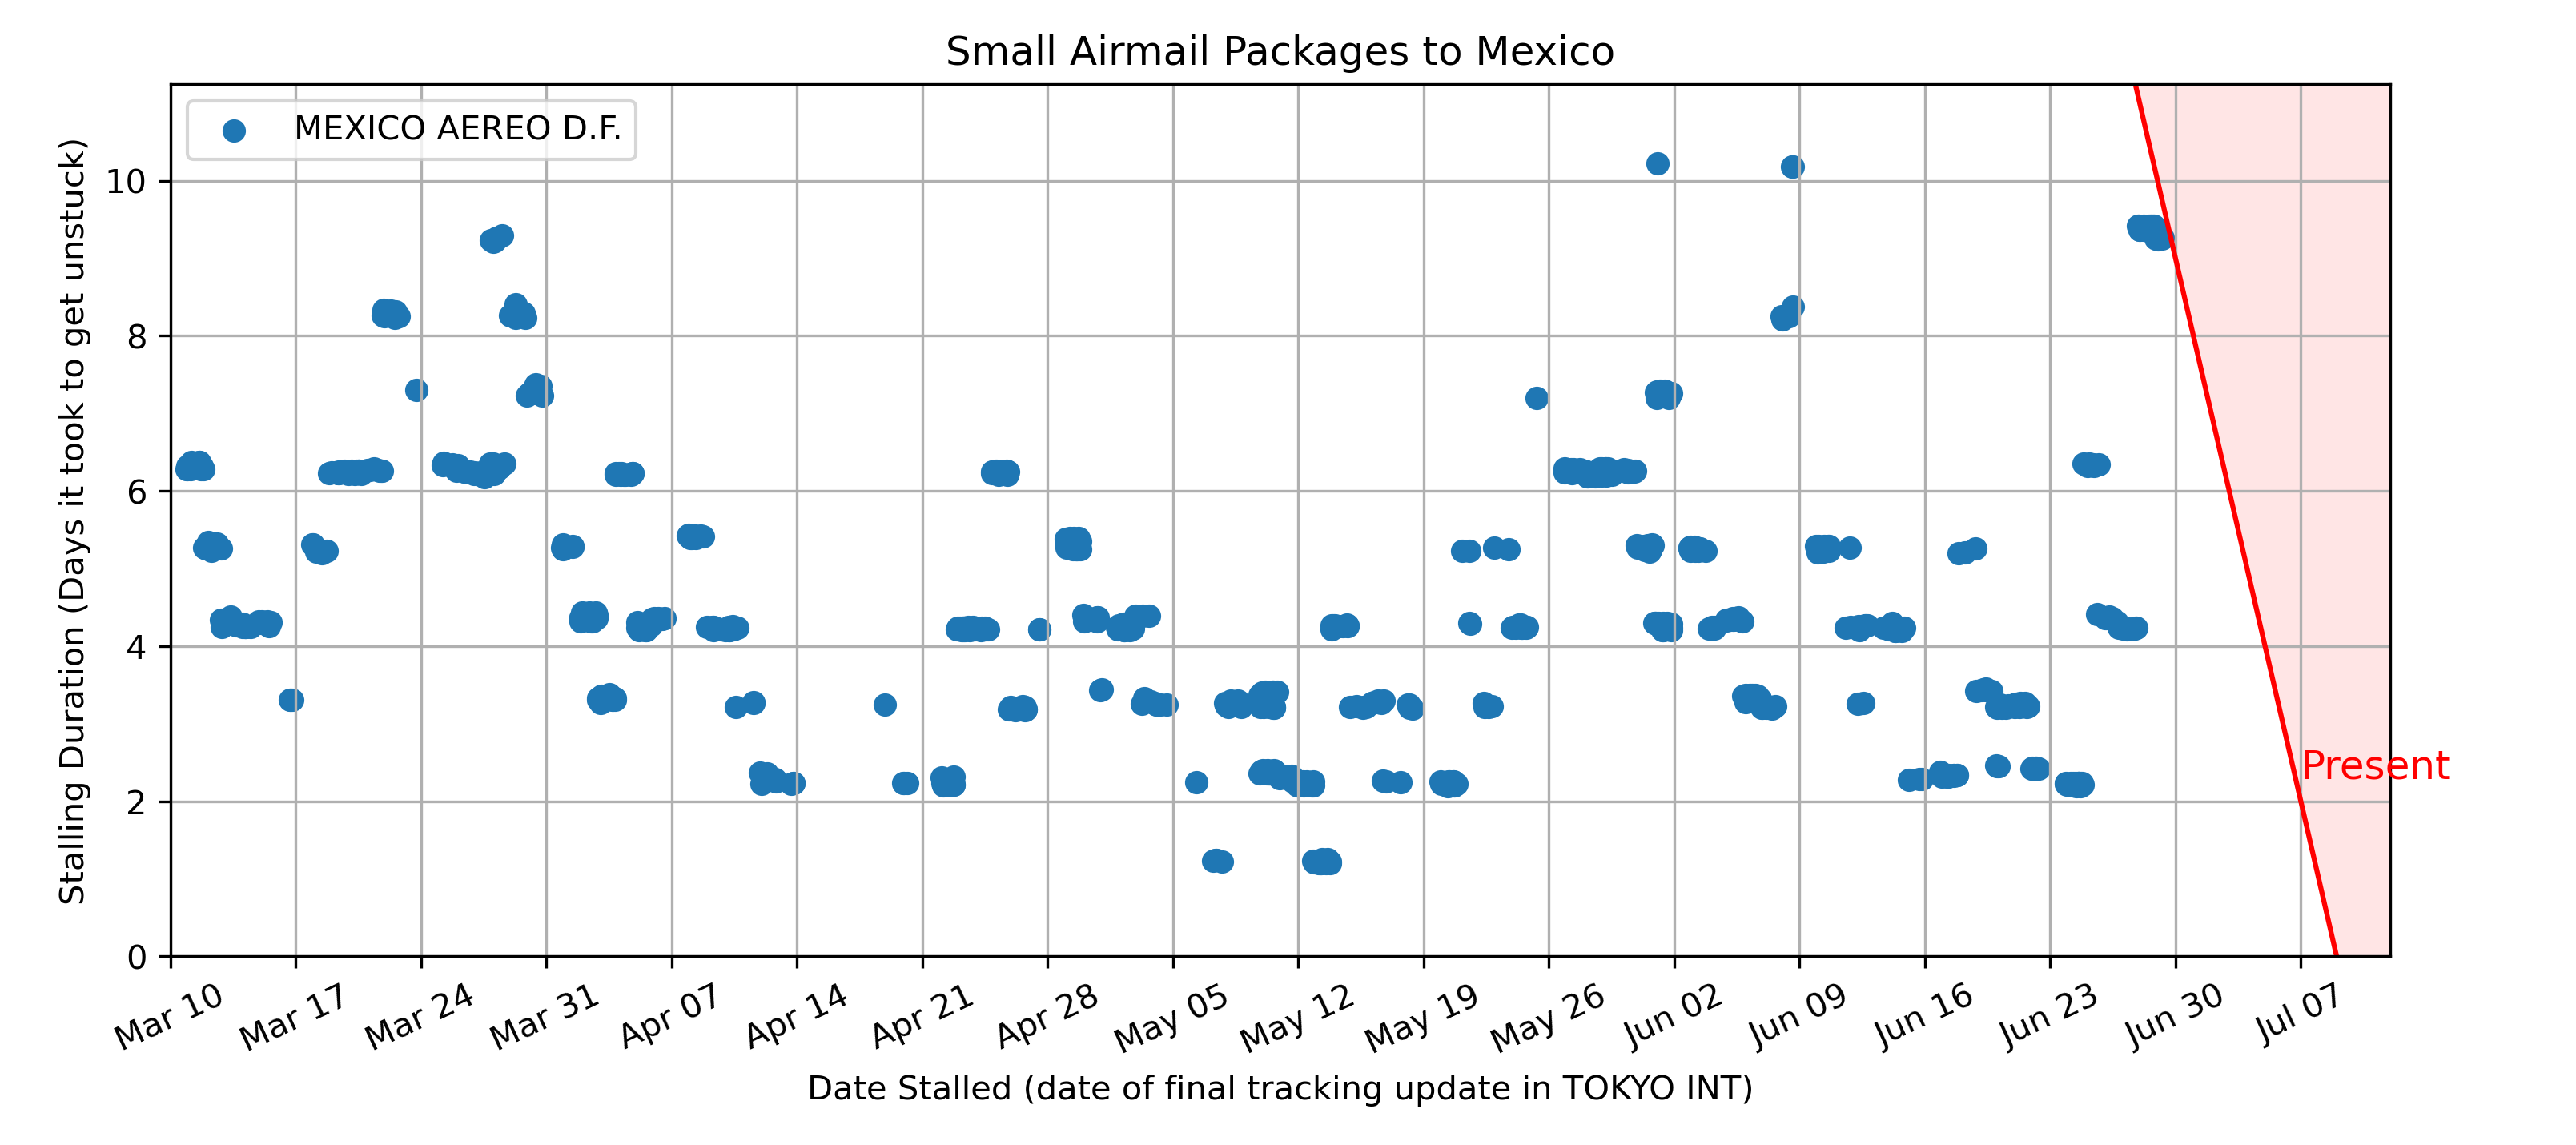 Small Airmail Packages to Mexico
MEXICO AEREO D.F.
Stalling Duration (Days it took to get unstuck)
10
8
6
4
2
0
Present
Mar 10
Mar 17
Mar 24
Mar 31
Apr 07
Apr 14
Apr 21
Apr 28
May 05
May 12
May 19
May 26
Jun 02
Jun 09
Jun 16
Jun 23
Jun 30
Jul 07
Date Stalled (date of final tracking update in TOKYO INT)